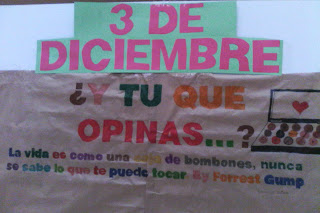 3 DE
DICIEMBRE
¿Y TU QUE
OPINAS...?
La vida es como una caja de bombones, nunca
se sabe lo que te puede tocar By Forrest Gump